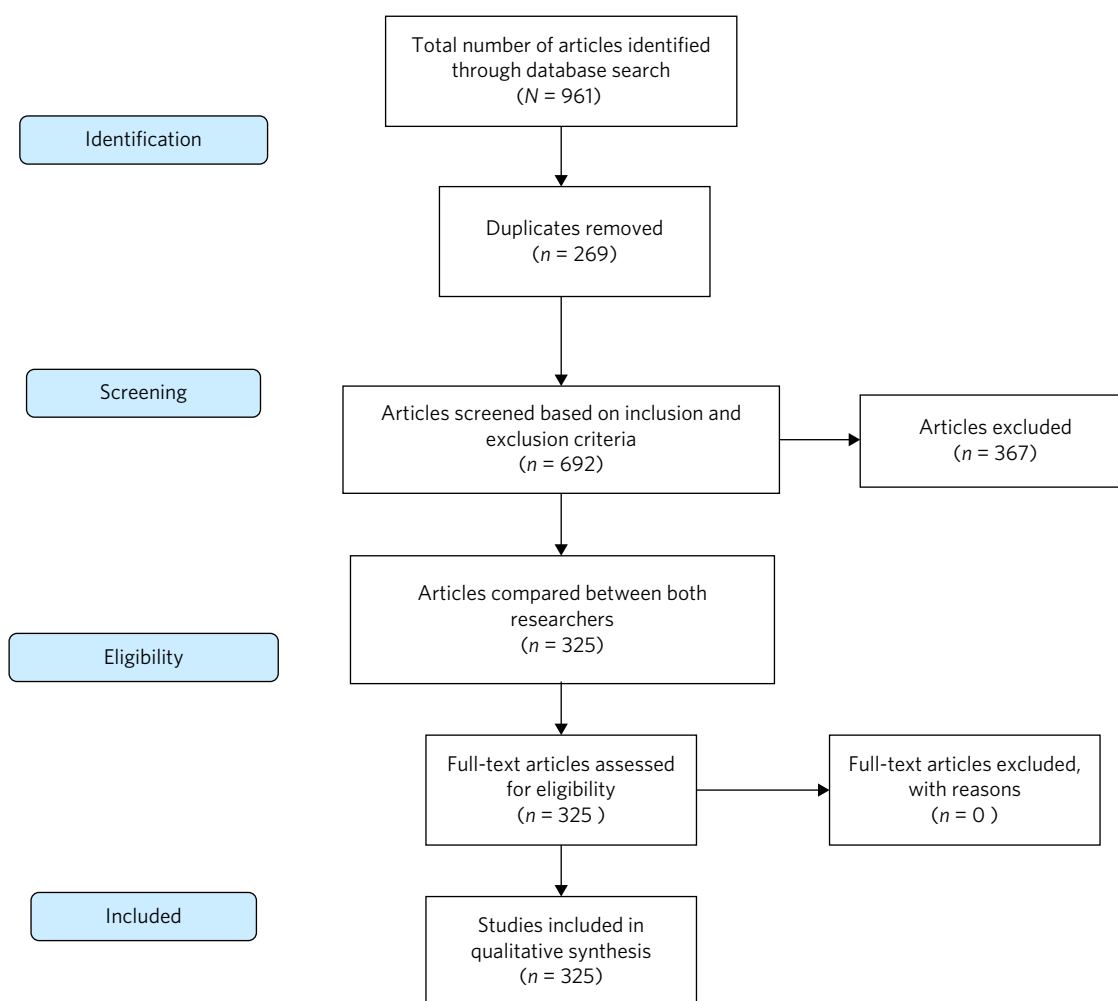 Total number of articles identified
through database search
(N = 961)
Identification
Duplicates removed
(n = 269)
Screening
Articles screened based on inclusion and
exclusion criteria
(n = 692)
Articles excluded
(n = 367)
Articles compared between both
researchers
(n = 325)
Eligibility
Full-text articles assessed
for eligibility
(n = 325 )
Full-text articles excluded,
with reasons
(n = 0 )
Included
Studies included in
qualitative synthesis
(n = 325)